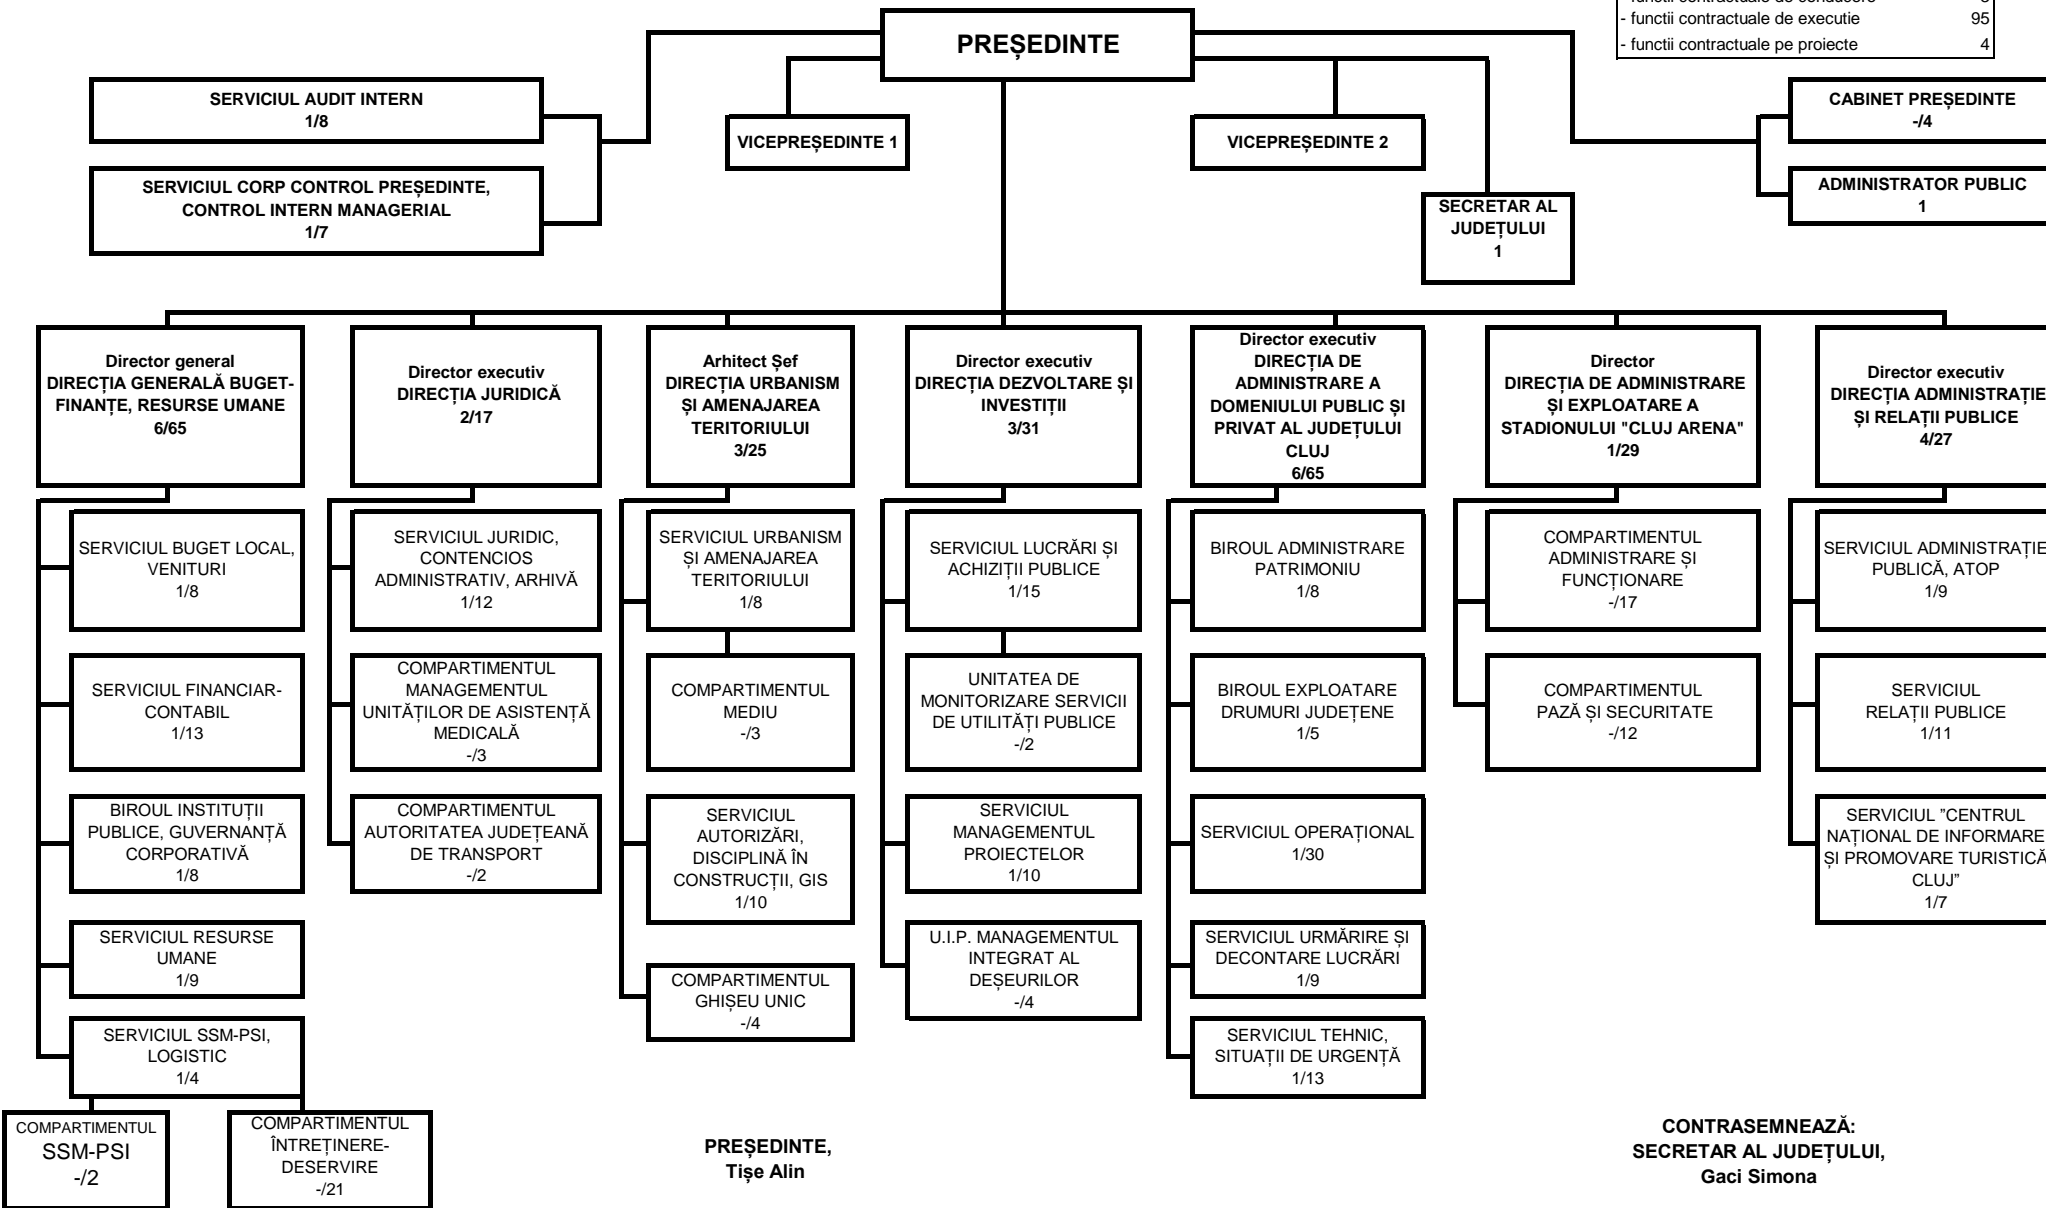 - functii contractuale de executie 95
- functii contractuale pe proiecte 4
PREȘEDINTE
SERVICIUL AUDIT INTERN
1/8
SERVICIUL CORP CONTROL PREȘEDINTE,
CONTROL INTERN MANAGERIAL
1/7
VICEPREȘEDINTE 1
VICEPREȘEDINTE 2
SECRETAR AL
JUDEȚULUI
1
CABINET PREȘEDINTE
-/4
ADMINISTRATOR PUBLIC
1
Director general
DIRECȚIA GENERALĂ BUGET-
FINANȚE, RESURSE UMANE
6/65
Director executiv
DIRECȚIA JURIDICĂ
2/17
Arhitect Șef
DIRECȚIA URBANISM
ȘI AMENAJAREA
TERITORIULUI
3/25
Director executiv
DIRECȚIA DEZVOLTARE ȘI
INVESTIȚII
3/31
Director executiv
DIRECȚIA DE
ADMINISTRARE A
DOMENIULUI PUBLIC ȘI
PRIVAT AL JUDEȚULUI
CLUJ
6/65
Director
DIRECȚIA DE ADMINISTRARE
ȘI EXPLOATARE A
STADIONULUI "CLUJ ARENA"
1/29
Director executiv
DIRECȚIA ADMINISTRAȚIE
ȘI RELAȚII PUBLICE
4/27
SERVICIUL BUGET LOCAL,
VENITURI
1/8
SERVICIUL FINANCIAR-
CONTABIL
1/13
BIROUL INSTITUȚII
PUBLICE, GUVERNANȚĂ
CORPORATIVĂ
1/8
SERVICIUL RESURSE
UMANE
1/9
SERVICIUL SSM-PSI,
LOGISTIC
1/4
COMPARTIMENTUL
SSM-PSI
-/2
COMPARTIMENTUL
ÎNTREȚINERE-
DESERVIRE
-/21
SERVICIUL JURIDIC,
CONTENCIOS
ADMINISTRATIV, ARHIVĂ
1/12
COMPARTIMENTUL
MANAGEMENTUL
UNITĂȚILOR DE ASISTENȚĂ
MEDICALĂ
-/3
COMPARTIMENTUL
AUTORITATEA JUDEȚEANĂ
DE TRANSPORT
-/2
SERVICIUL URBANISM
ȘI AMENAJAREA
TERITORIULUI
1/8
COMPARTIMENTUL
MEDIU
-/3
SERVICIUL
AUTORIZĂRI,
DISCIPLINĂ ÎN
CONSTRUCȚII, GIS
1/10
COMPARTIMENTUL
GHIȘEU UNIC
-/4
SERVICIUL LUCRĂRI ȘI
ACHIZIȚII PUBLICE
1/15
UNITATEA DE
MONITORIZARE SERVICII
DE UTILITĂȚI PUBLICE
-/2
SERVICIUL
MANAGEMENTUL
PROIECTELOR
1/10
U.I.P. MANAGEMENTUL
INTEGRAT AL
DEȘEURILOR
-/4
BIROUL ADMINISTRARE
PATRIMONIU
1/8
BIROUL EXPLOATARE
DRUMURI JUDEȚENE
1/5
SERVICIUL OPERAȚIONAL
1/30
SERVICIUL URMĂRIRE ȘI
DECONTARE LUCRĂRI
1/9
SERVICIUL TEHNIC,
SITUAȚII DE URGENȚĂ
1/13
COMPARTIMENTUL
ADMINISTRARE ȘI
FUNCȚIONARE
-/17
COMPARTIMENTUL
PAZĂ ȘI SECURITATE
-/12
SERVICIUL ADMINISTRAȚIE
PUBLICĂ, ATOP
1/9
SERVICIUL
RELAȚII PUBLICE
1/11
SERVICIUL ”CENTRUL
NAȚIONAL DE INFORMARE
ȘI PROMOVARE TURISTICĂ
CLUJ”
1/7
PREȘEDINTE,
Tișe Alin
CONTRASEMNEAZĂ:
SECRETAR AL JUDEȚULUI,
Gaci Simona